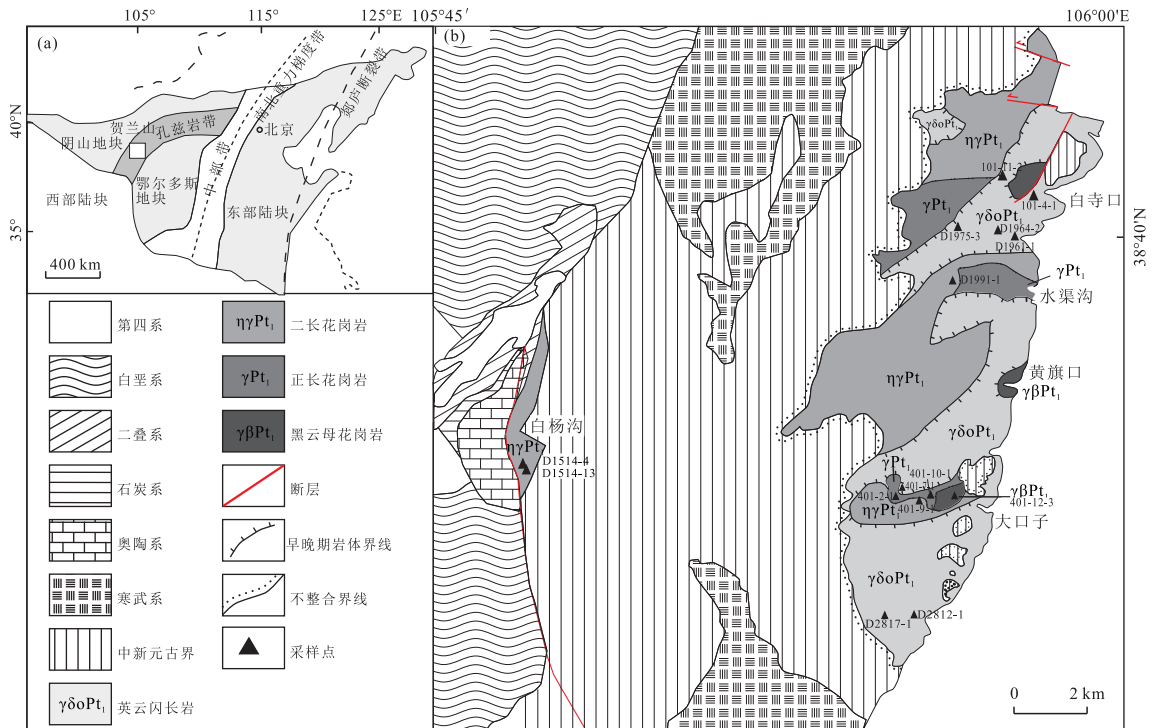 105°
115°
125°E
(a)
40°N
35°
贺兰山
孔兹岩带
阴山地块
鄂尔多斯
地块
西部陆块
中部带
南北重力梯度带
郯庐断裂带
北京
东部陆块
400 km
第四系
白垩系
二叠系
石炭系
奥陶系
寒武系
中新元古界
γδoPt₁
英云闪长岩
ηγPt₁
二长花岗岩
γPt₁
正长花岗岩
γβPt₁
黑云母花岗岩
断层
早晚期岩体界线
不整合界线
采样点
105°45′
106°00'E
(b)
38°40'N
γδoPt₁
ηγPt₁
101-11-2
γPt₁
101-4-1
白寺口
γδoPt₁
D1964-2
D1975-3
D1961-1
D1991-1
γPt₁
水渠沟
ηγPt₁
黄旗口
γβPt₁
γδoPt₁
白杨沟
ηγPt₁
D1514-4
D1514-13
γPt₁
401-10-1
401-2-1
401-9-1
ηγPt₁
γβPt₁
401-12-3
大口子
γδoPt₁
D2817-1
D2812-1
0
2 km